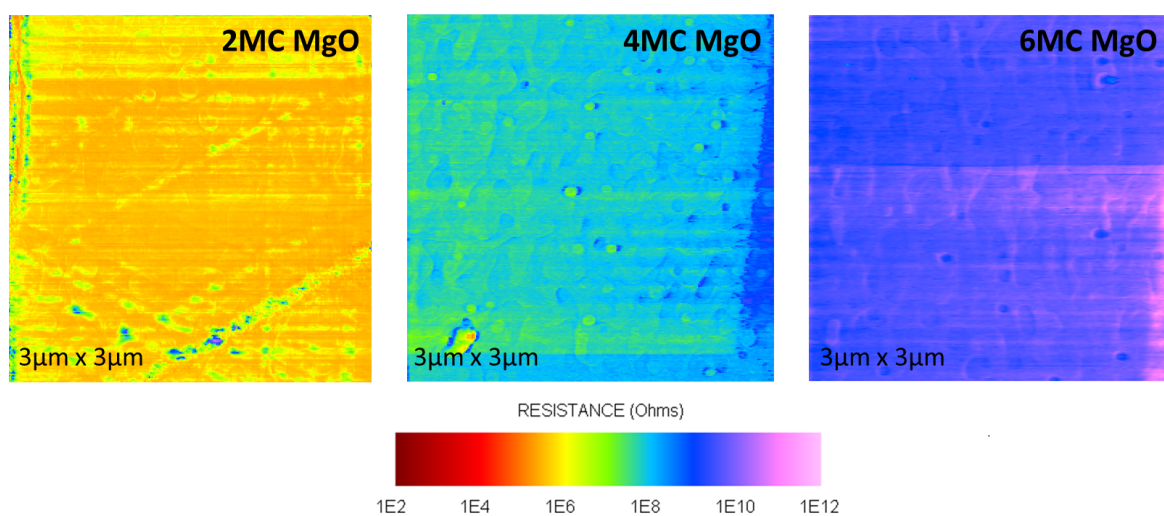 2MC MgO
4MC MgO
6MC MgO
3µm x 3µm
3µm x 3µm
3µm x 3µm
RESISTANCE (Ohms)
1E2 1E4 1E6 1E8 1E10 1E12